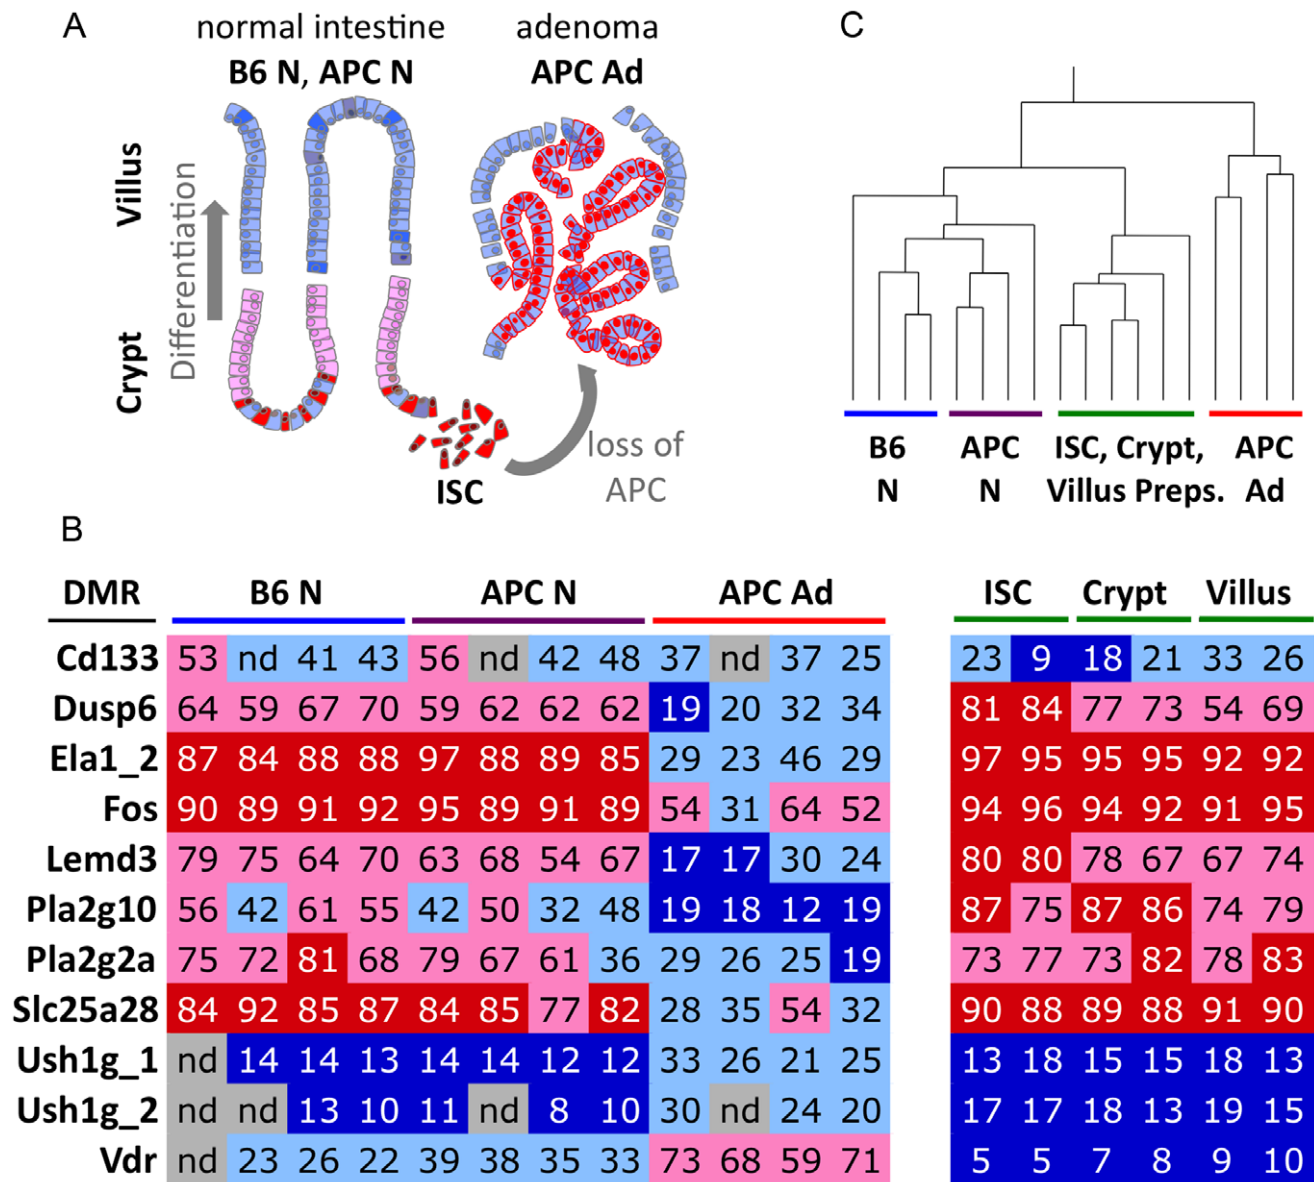 A
normal intestine
B6 N, APC N
adenoma
APC Ad
Villus
Differentiation
Crypt
ISC
loss of
APC
C
B6
N
APC
N
ISC, Crypt,
Villus Preps.
APC
Ad
B
DMR B6 N APC N APC Ad ISC Crypt Villus
Cd133 53 nd 41 43 56 nd 42 48 37 nd 37 25 23 9 18 21 33 26
Dusp6 64 59 67 70 59 62 62 62 19 20 32 34 81 84 77 73 54 69
Ela1_2 87 84 88 88 97 88 89 85 29 23 46 29 97 95 95 95 92 92
Fos 90 89 91 92 95 89 91 89 54 31 64 52 94 96 94 92 91 95
Lemd3 79 75 64 70 63 68 54 67 17 17 30 24 80 80 78 67 67 74
Pla2g10 56 42 61 55 42 50 32 48 19 18 12 19 87 75 87 86 74 79
Pla2g2a 75 72 81 68 79 67 61 36 29 26 25 19 73 77 73 82 78 83
Slc25a28 84 92 85 87 84 85 77 82 28 35 54 32 90 88 89 88 91 90
Ush1g_1 nd 14 14 13 14 14 12 12 33 26 21 25 13 18 15 15 18 13
Ush1g_2 nd nd 13 10 11 nd 8 10 30 nd 24 20 17 17 18 13 19 15
Vdr nd 23 26 22 39 38 35 33 73 68 59 71 5 5 7 8 9 10